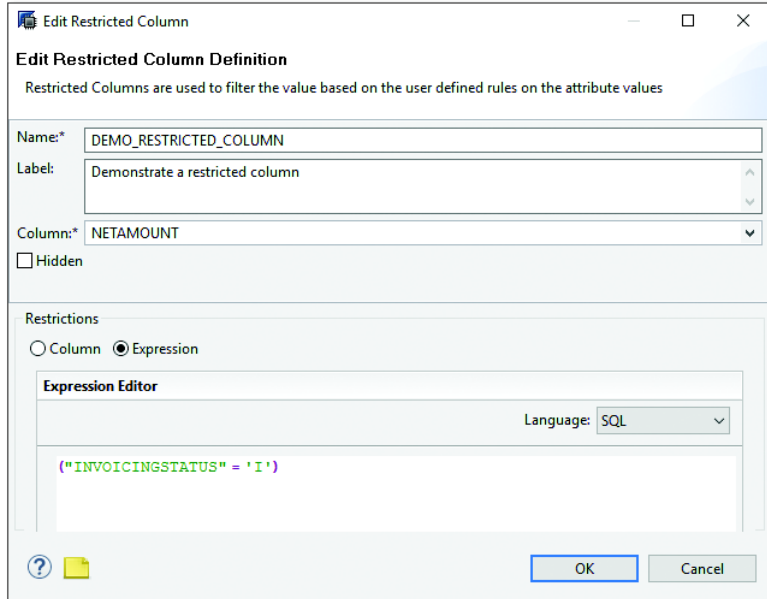 Edit Restricted Column
Edit Restricted Column Definition
Restricted Columns are used to filter the value based on the user defined rules on the attribute values
Name:* DEMO_RESTRICTED_COLUMN
Label: Demonstrate a restricted column
Column:* NETAMOUNT
Hidden
Restrictions
Column Expression
Expression Editor
Language: SQL
("INVOICINGSTATUS" = 'I')
? OK Cancel